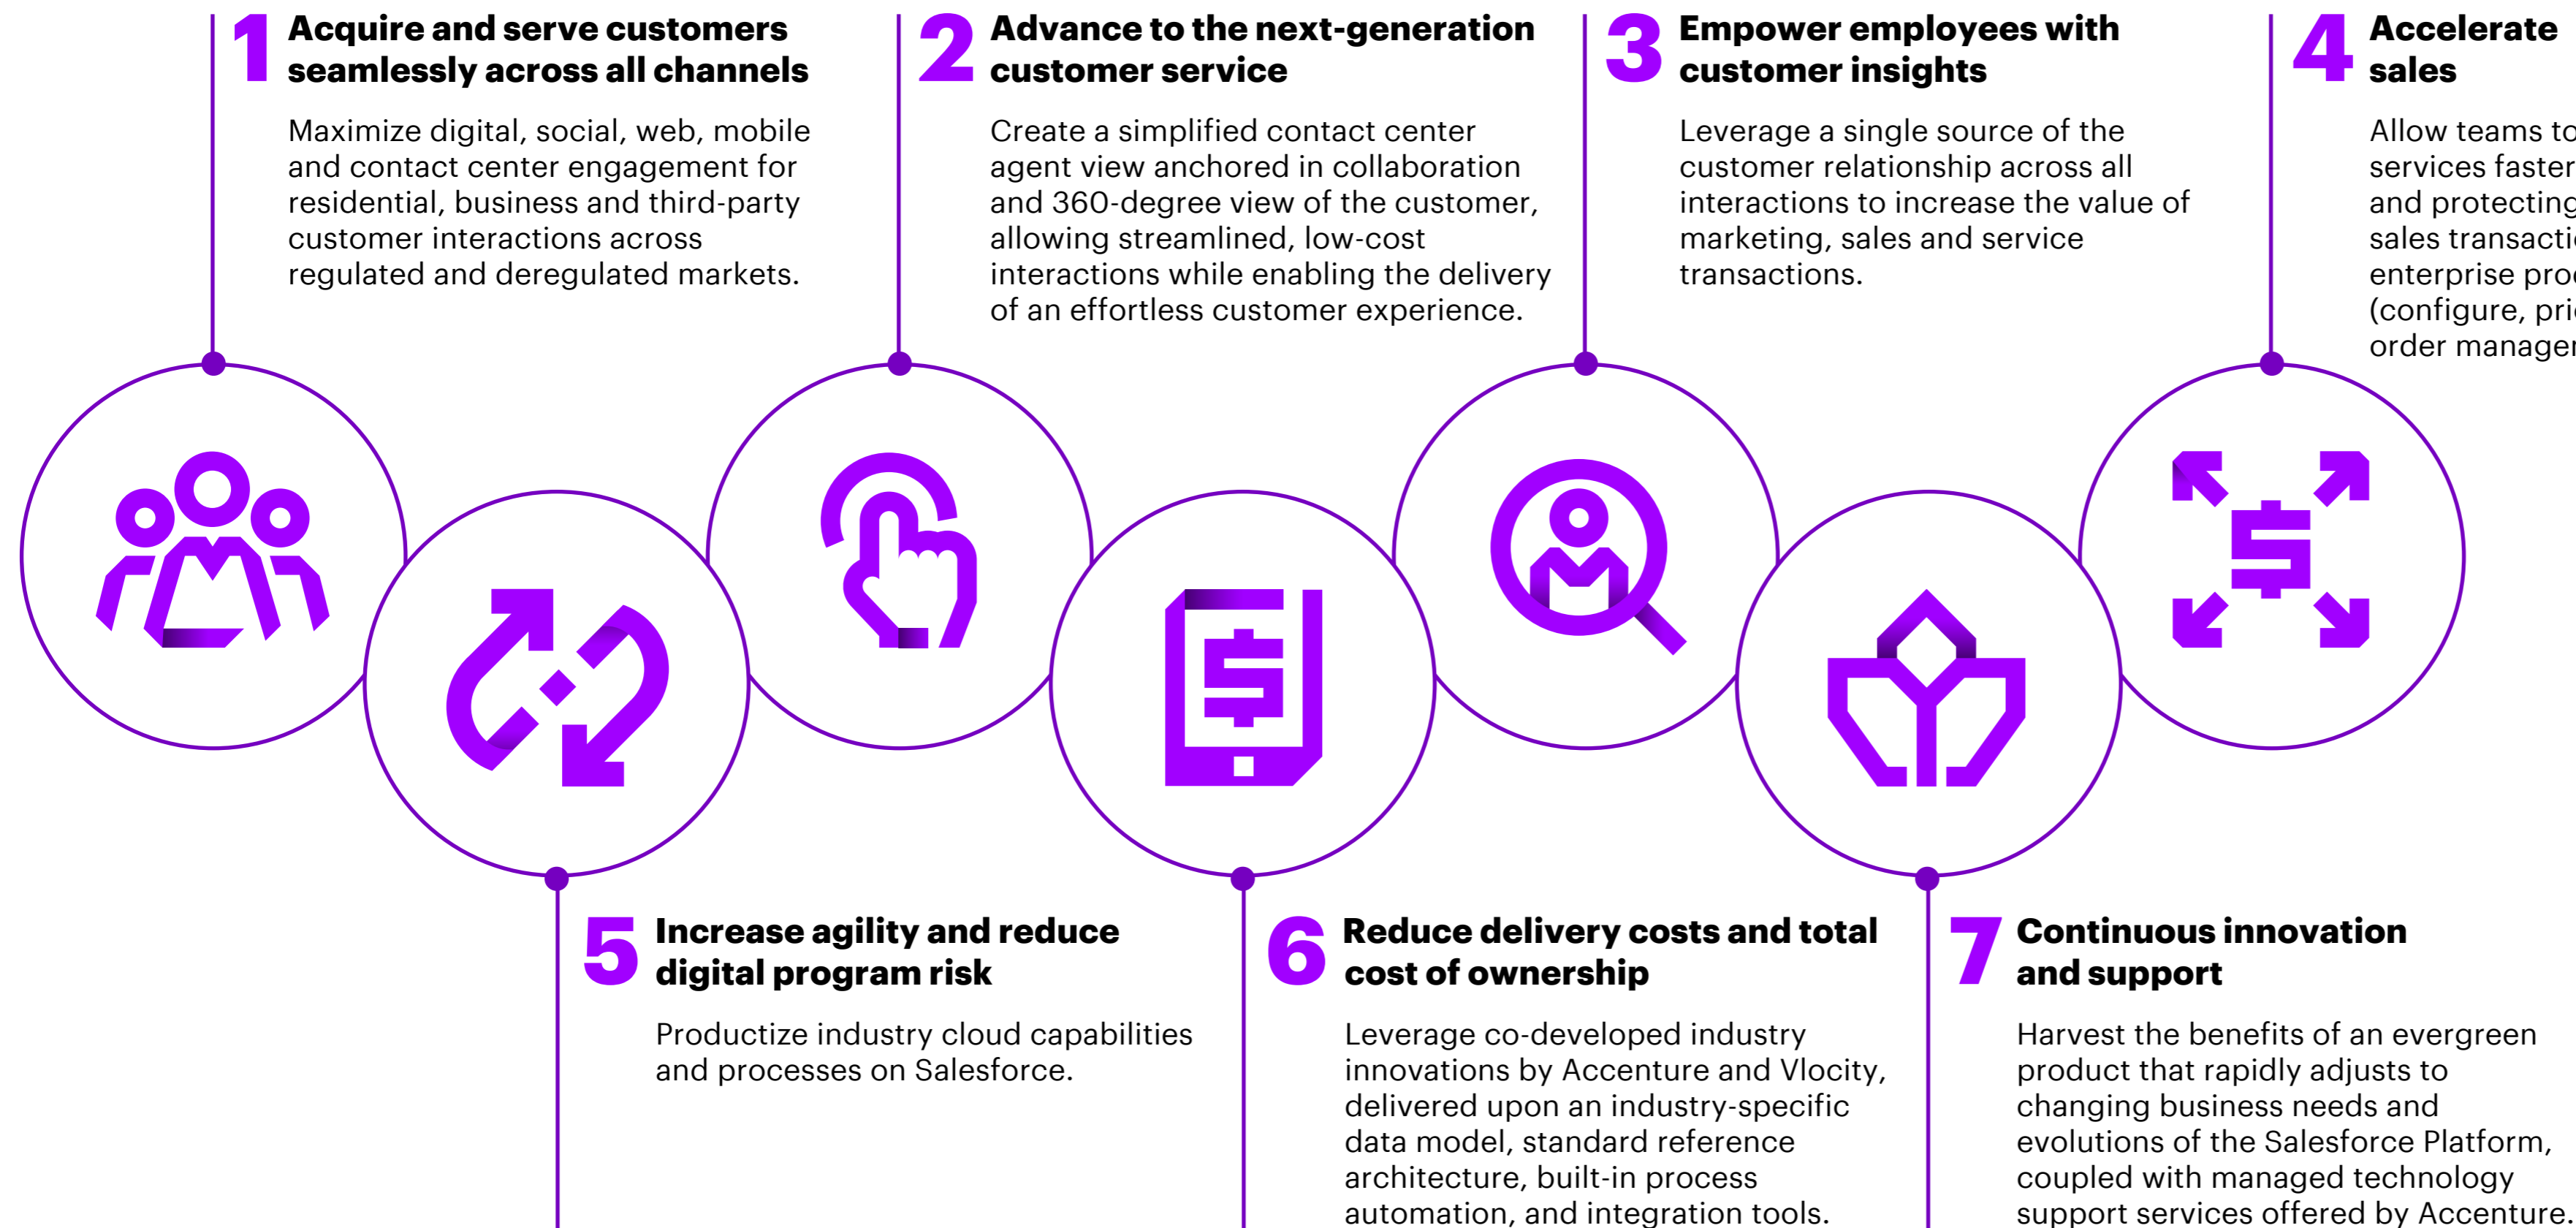 1
Acquire and serve customers
seamlessly across all channels
Maximize digital, social, web, mobile
and contact center engagement for
residential, business and third-party
customer interactions across
regulated and deregulated markets.
2
Advance to the next-generation
customer service
Create a simplified contact center
agent view anchored in collaboration
and 360-degree view of the customer,
allowing streamlined, low-cost
interactions while enabling the delivery
of an effortless customer experience.
3
Empower employees with
customer insights
Leverage a single source of the
customer relationship across all
interactions to increase the value of
marketing, sales and service
transactions.
4
Accelerate
sales
Allow teams to
services faster
and protecting
sales
enterprise
(configure,
order
5
Increase agility and reduce
digital program risk
Productize industry cloud capabilities
and processes on Salesforce.
6
Reduce delivery costs and total
cost of ownership
Leverage co-developed industry
innovations by Accenture and Vlocity,
delivered upon an industry-specific
data model, standard reference
architecture, built-in process
automation, and integration tools.
7
Continuous innovation
and support
Harvest the benefits of an evergreen
product that rapidly adjusts to
changing business needs and
evolutions of the Salesforce Platform,
coupled with managed technology
support services offered by Accenture.